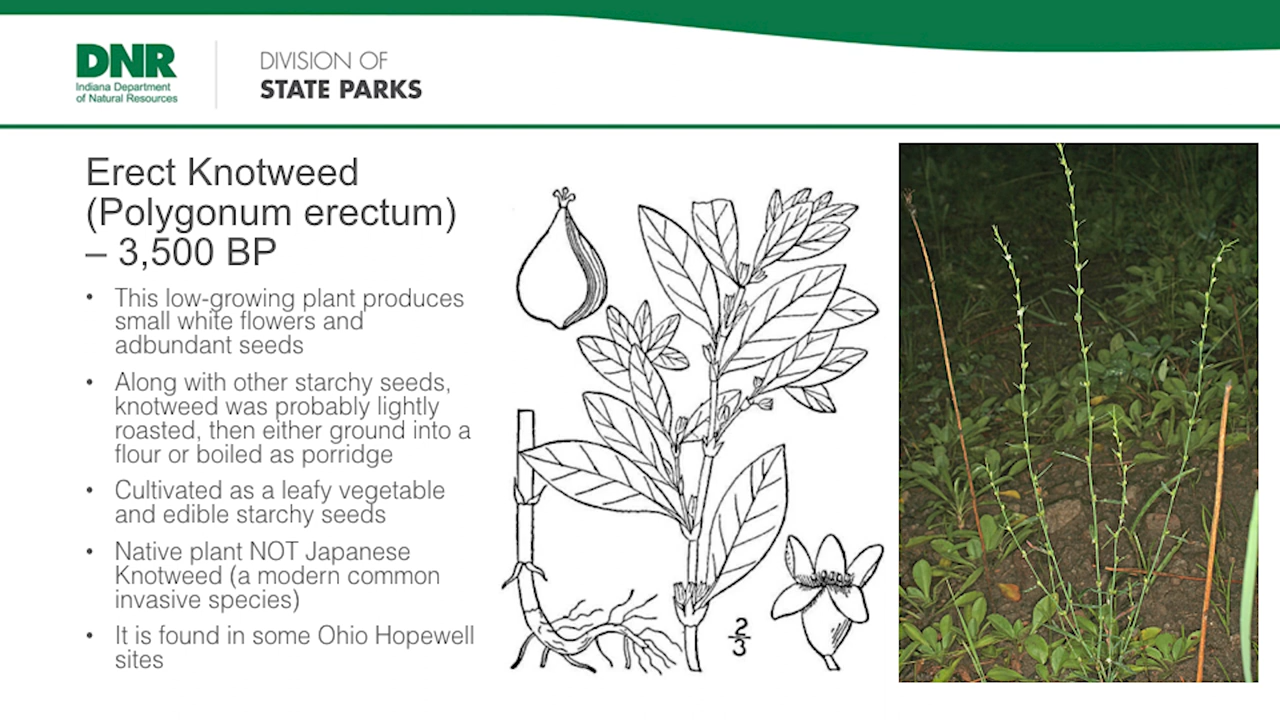 DNR
Indiana Department
of Natural Resources
DIVISION OF
STATE PARKS
Erect Knotweed
(Polygonum erectum)
– 3,500 BP
• This low-growing plant produces
small white flowers and
adbundant seeds
• Along with other starchy seeds,
knotweed was probably lightly
roasted, then either ground into a
flour or boiled as porridge
• Cultivated as a leafy vegetable
and edible starchy seeds
• Native plant NOT Japanese
Knotweed (a modern common
invasive species)
• It is found in some Ohio Hopewell
sites
2/3